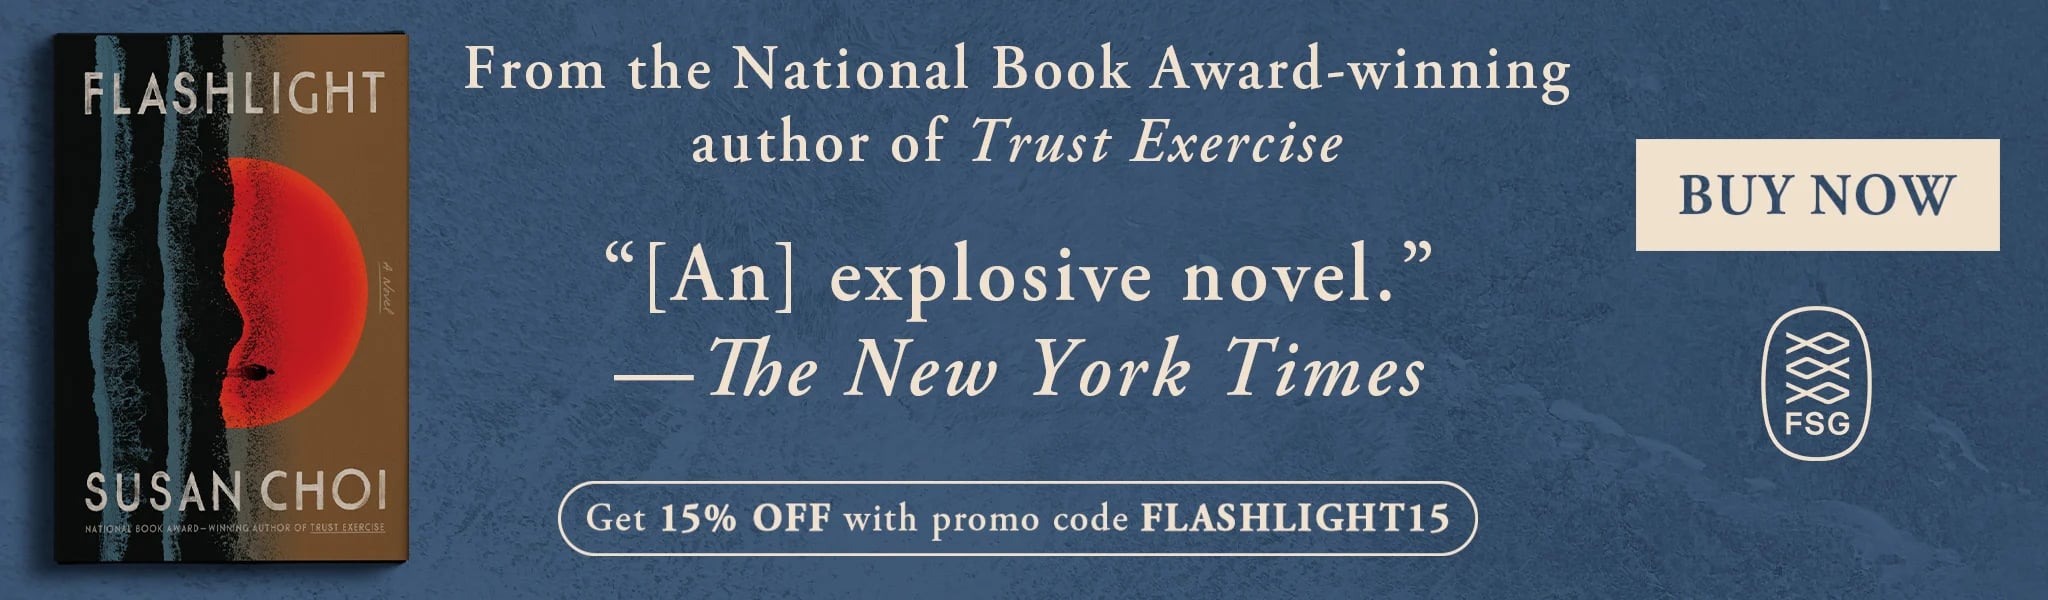 FLASHLIGHT
A Novel
SUSAN CHOI
NATIONAL BOOK AWARD–WINNING AUTHOR OF TRUST EXERCISE
From the National Book Award-winning
author of Trust Exercise
“[An] explosive novel.”
—The New York Times
Get 15% OFF with promo code FLASHLIGHT15
BUY NOW
FSG